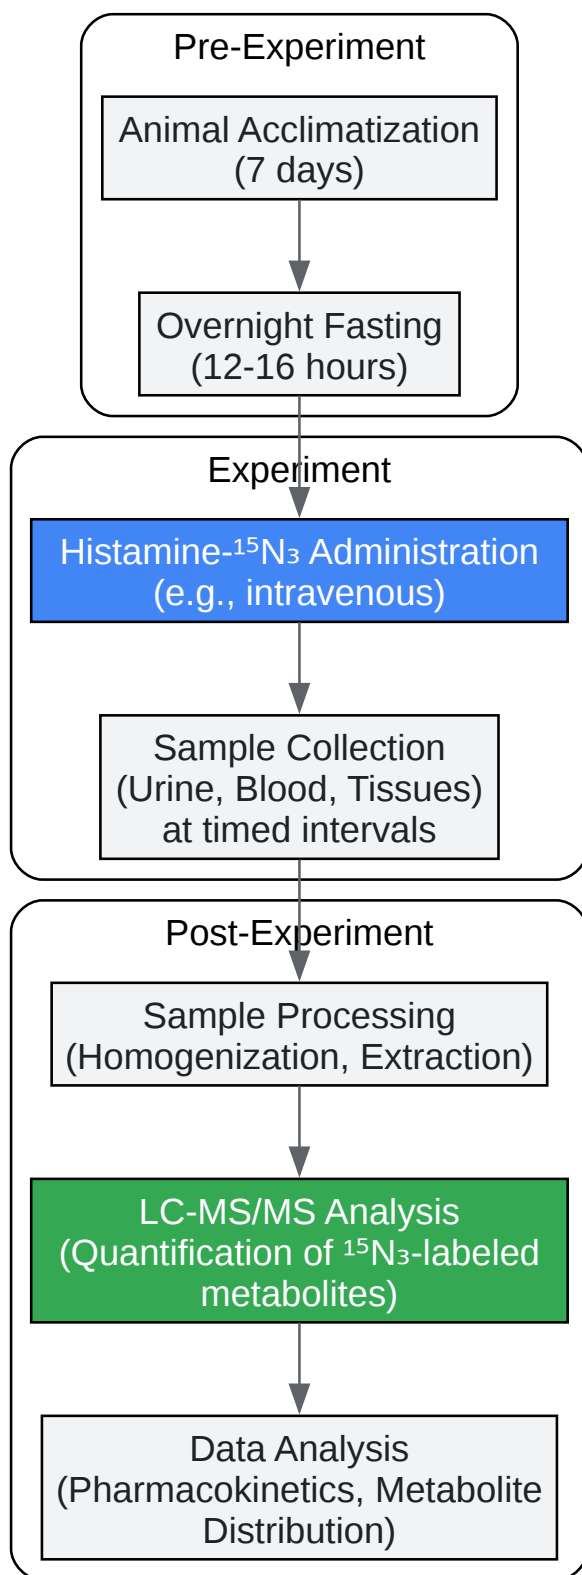 Pre-Experiment
Animal Acclimatization
(7 days)
Overnight Fasting
(12-16 hours)
Experiment
Histamine-¹⁵N₃ Administration
(e.g., intravenous)
Sample Collection
(Urine, Blood, Tissues)
at timed intervals
Post-Experiment
Sample Processing
(Homogenization, Extraction)
LC-MS/MS Analysis
(Quantification of ¹⁵N₃-labeled
metabolites)
Data Analysis
(Pharmacokinetics, Metabolite
Distribution)